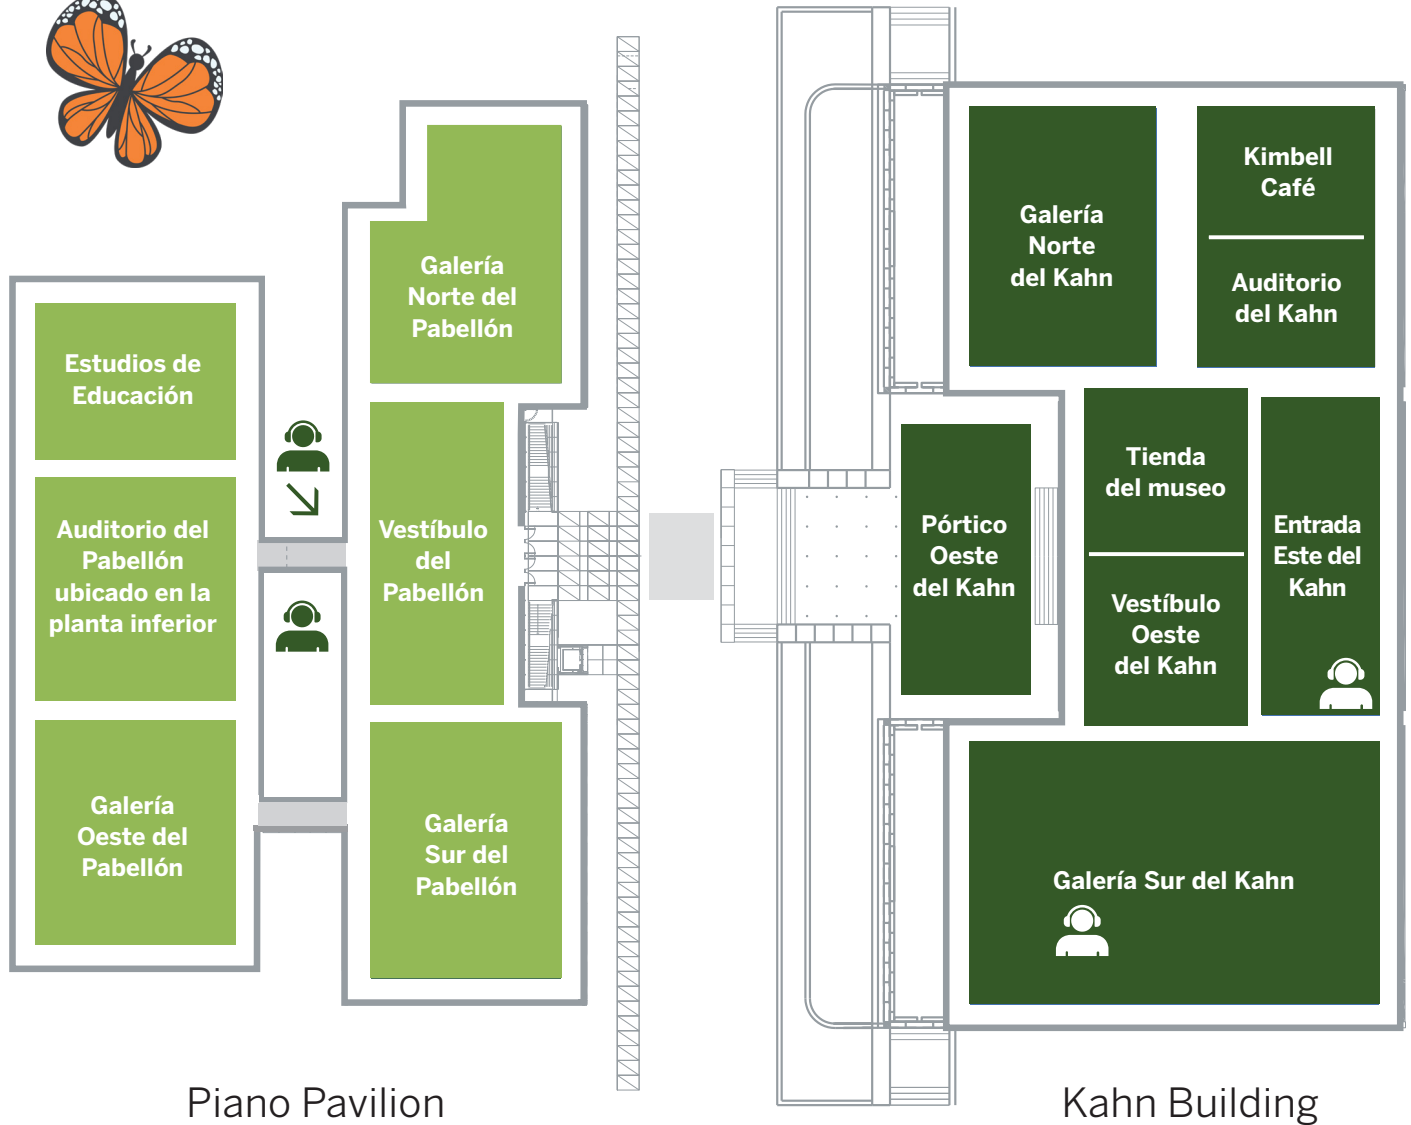 Estudios de
Educación
Auditorio del
Pabellón
ubicado en la
planta inferior
Galería
Oeste del
Pabellón
Galería
Norte del
Pabellón
Vestíbulo
del
Pabellón
Galería
Sur del
Pabellón
Piano Pavilion
Galería
Norte
del Kahn
Kimbell
Café
Auditorio
del Kahn
Pórtico
Oeste
del Kahn
Tienda
del museo
Vestíbulo
Oeste
del Kahn
Entrada
Este del
Kahn
Galería Sur del Kahn
Kahn Building